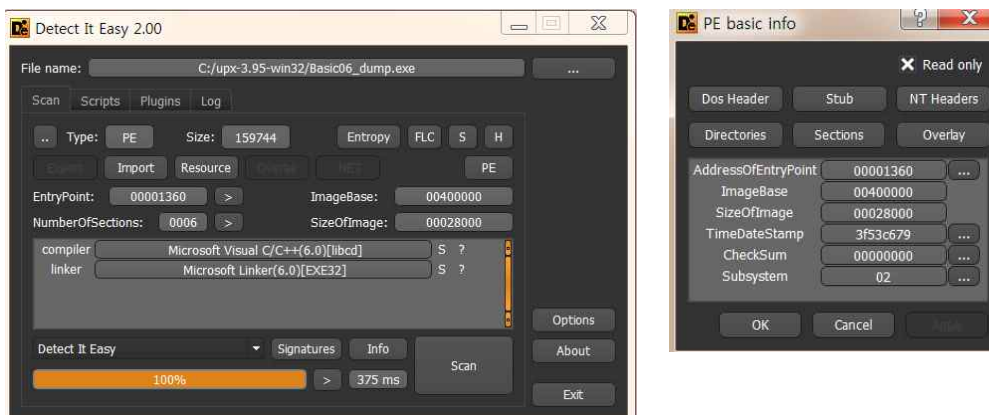 Detect It Easy 2.00
File name: C:/upx-3.95-win32/Basic06_dump.exe ...
Scan Scripts Plugins Log
.. Type: PE Size: 159744 Entropy FLC S H
Export Import Resource Overlay .NET PE
EntryPoint: 00001360 > ImageBase: 00400000
NumberOfSections: 0006 > SizeOfImage: 00028000
compiler Microsoft Visual C/C++(6.0)[libcd] S ?
linker Microsoft Linker(6.0)[EXE32] S ?
Options
Detect It Easy Signatures Info Scan About
100% > 375 ms
Exit
PE basic info
Read only
Dos Header Stub NT Headers
Directories Sections Overlay
AddressOfEntryPoint 00001360 ...
ImageBase 00400000
SizeOfImage 00028000
TimeDateStamp 3f53c679 ...
CheckSum 00000000 ...
Subsystem 02 ...
OK Cancel